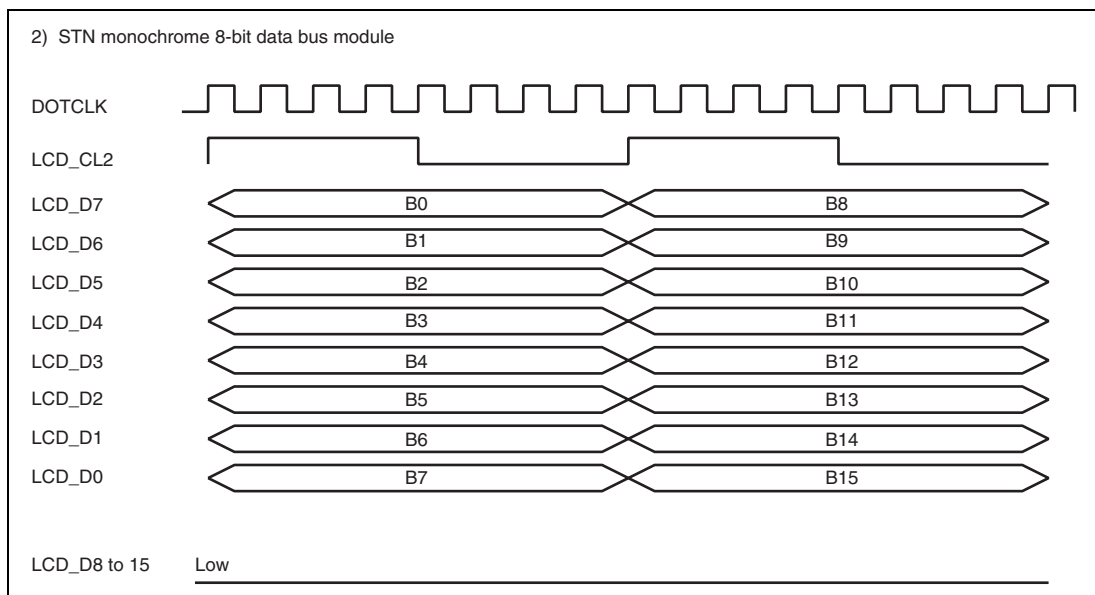 2) STN monochrome 8-bit data bus module
DOTCLK
LCD_CL2
LCD_D7 B0 B8
LCD_D6 B1 B9
LCD_D5 B2 B10
LCD_D4 B3 B11
LCD_D3 B4 B12
LCD_D2 B5 B13
LCD_D1 B6 B14
LCD_D0 B7 B15
LCD_D8 to 15 Low